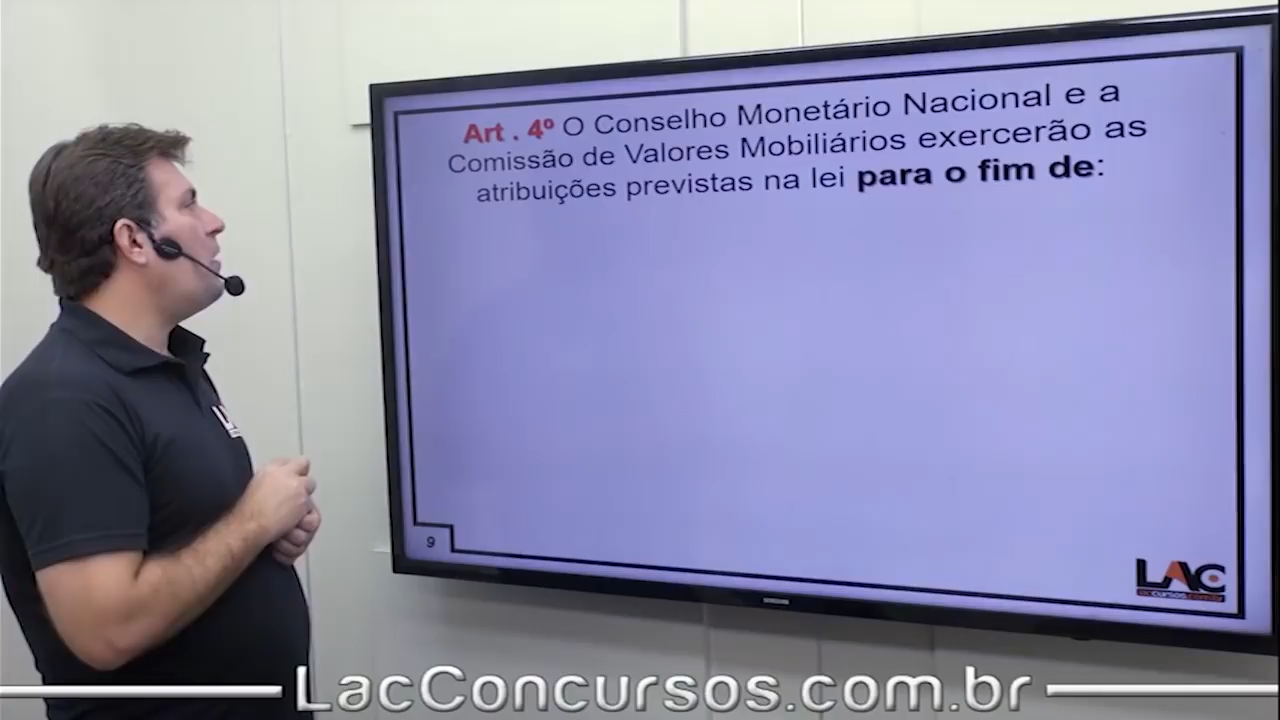 Art . 4º O Conselho Monetário Nacional e a
Comissão de Valores Mobiliários exercerão as
atribuições previstas na lei para o fim de:
9
LAC
LacConcursos.com.br